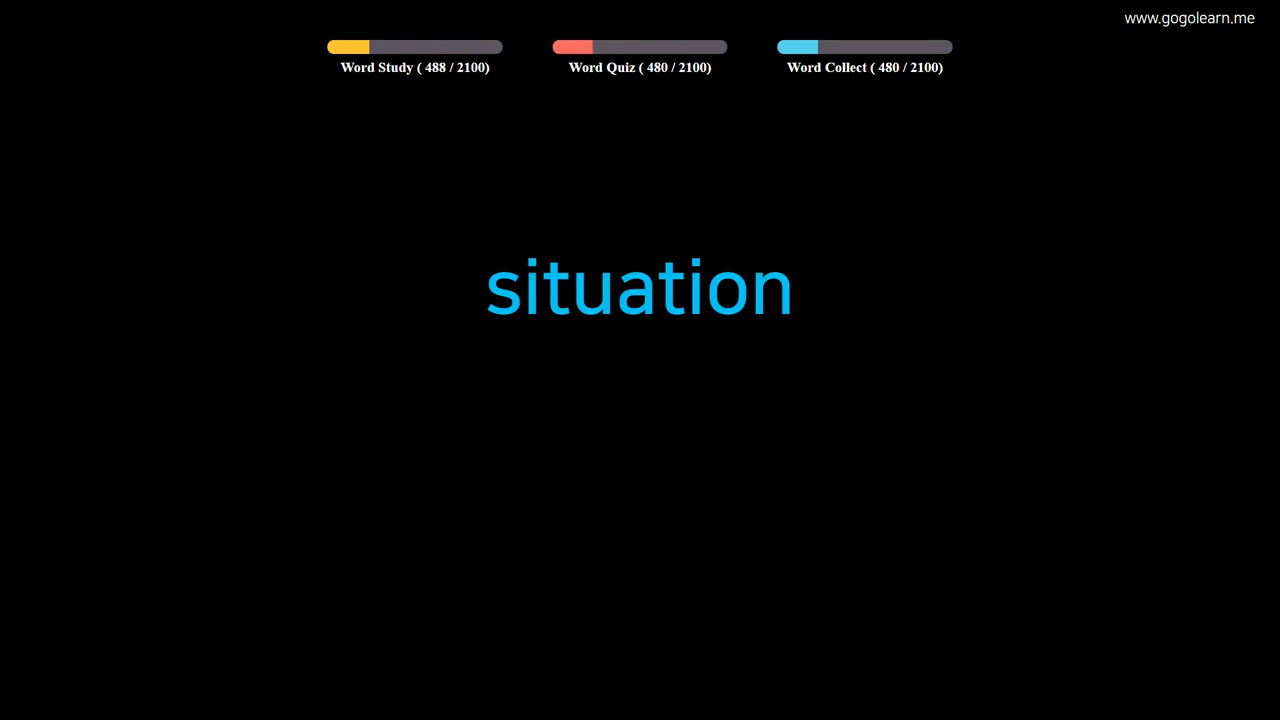 www.gogolearn.me
Word Study ( 488 / 2100)
Word Quiz ( 480 / 2100)
Word Collect ( 480 / 2100)
situation